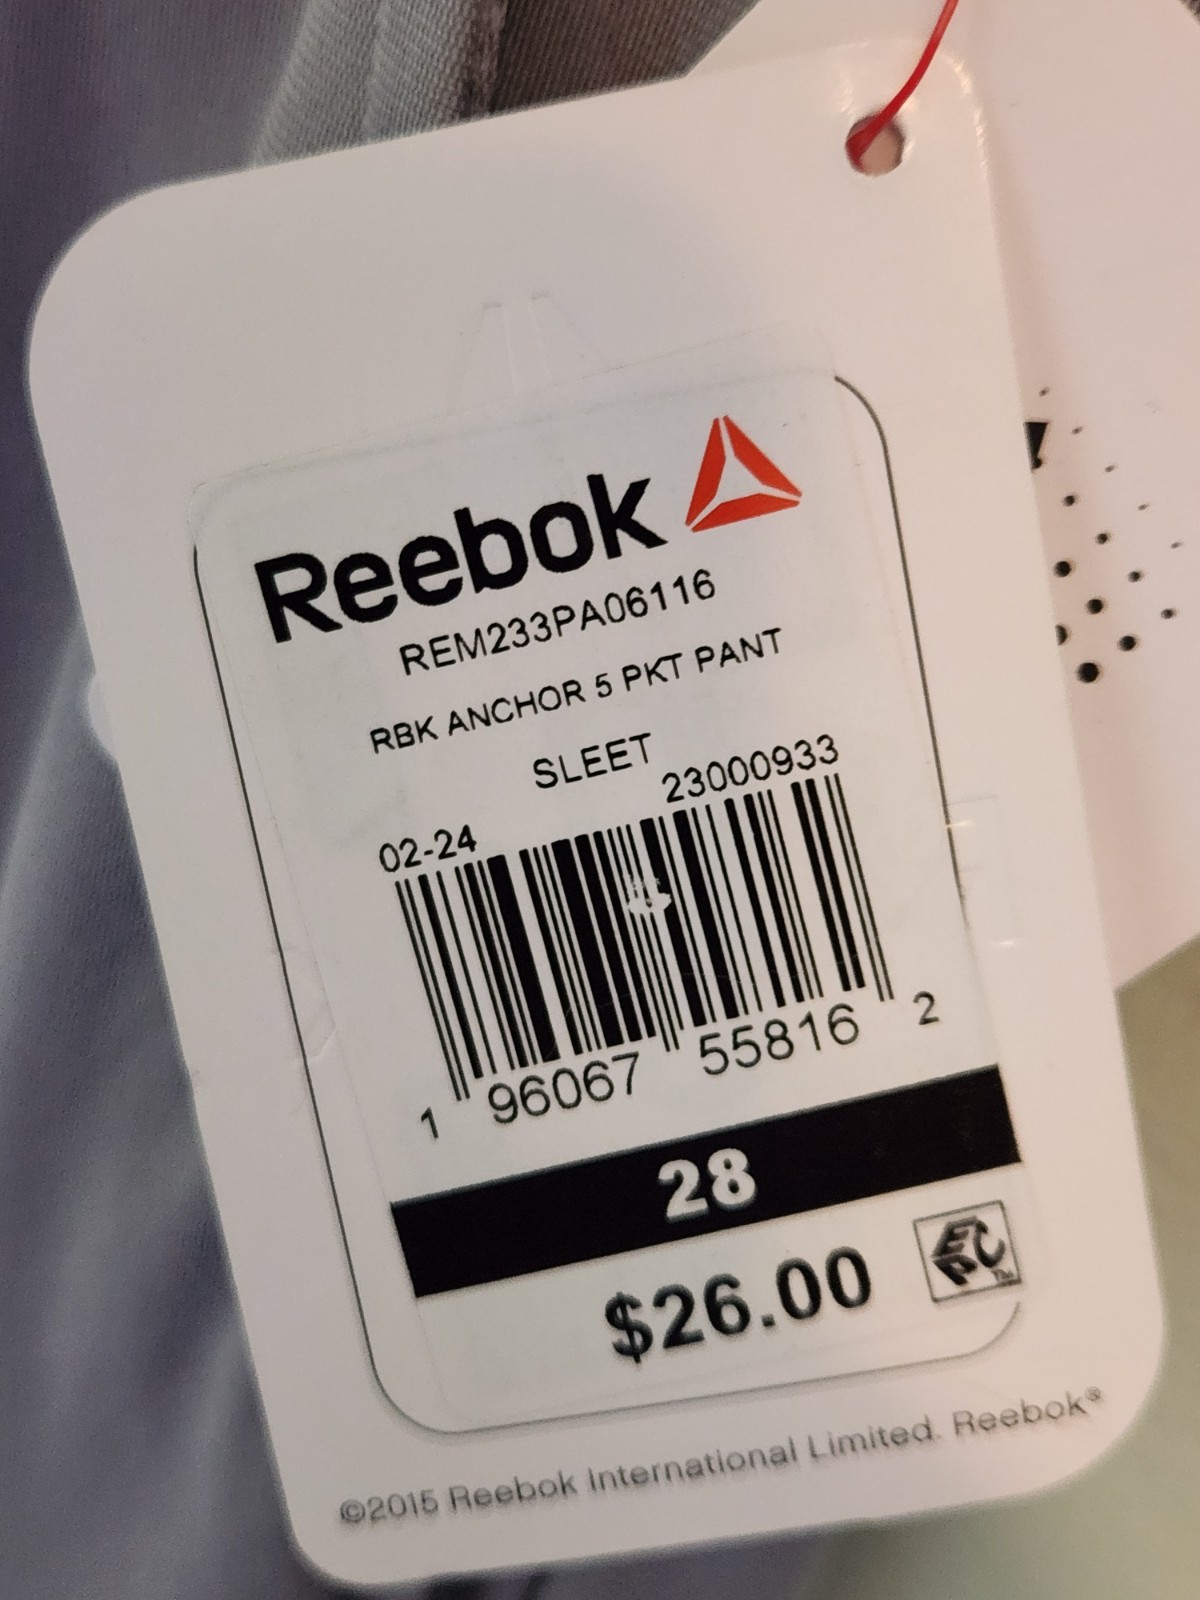 Reebok
REM233PA06116
RBK ANCHOR 5 PKT PANT
SLEET
23000933
02-24
1 96067 55816 2
28
$26.00
EPC™
©2015 Reebok International Limited. Reebok®